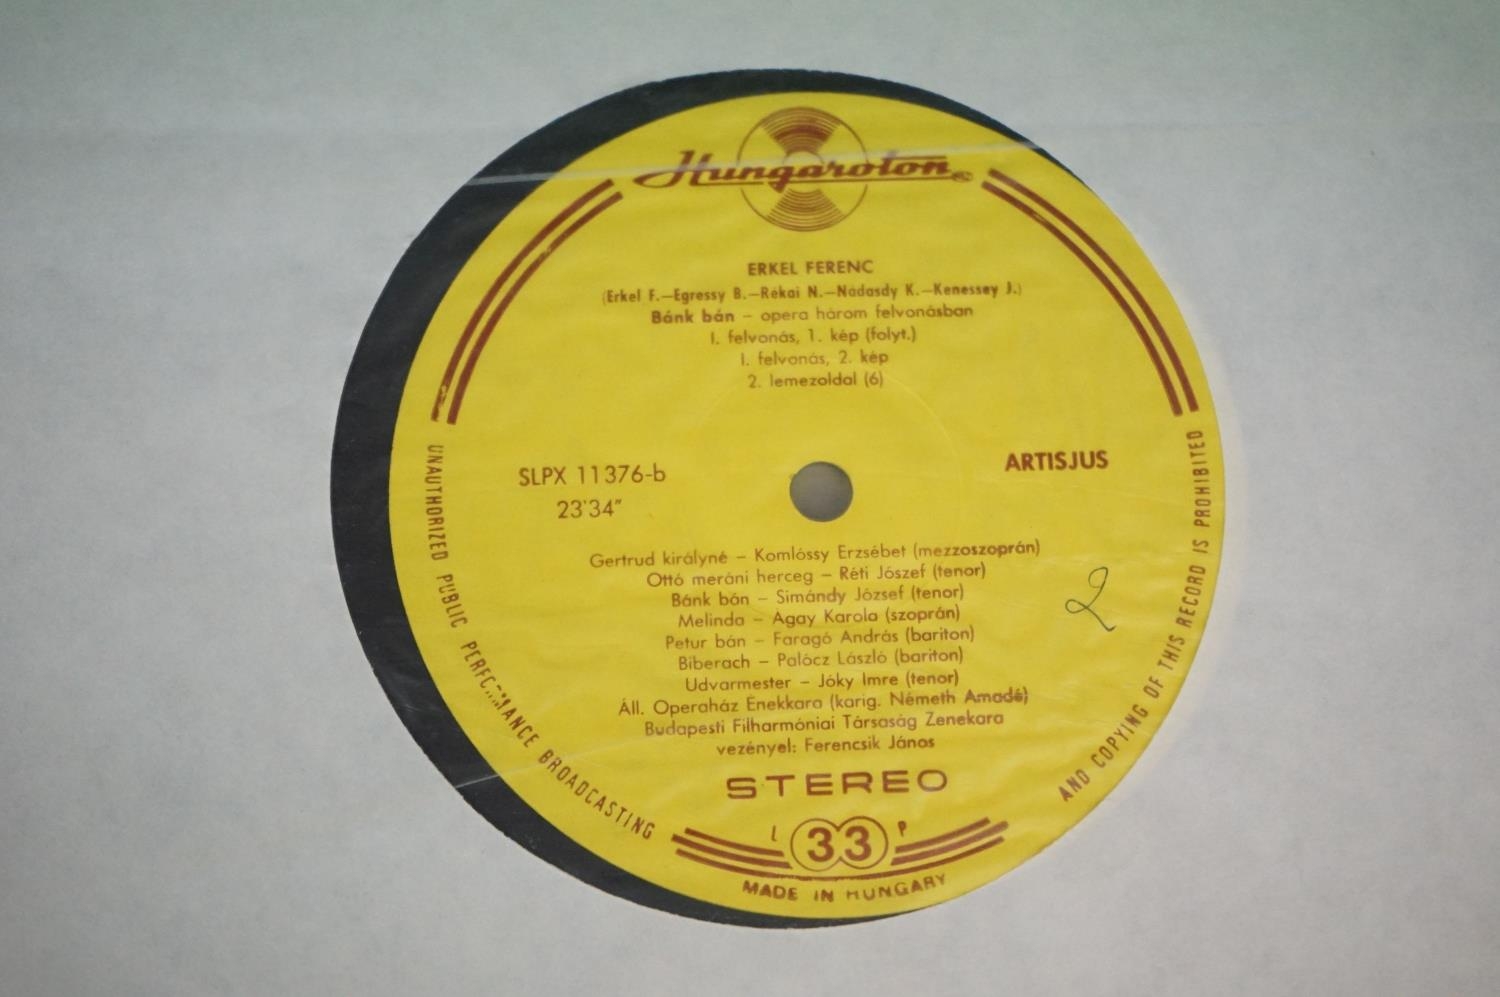 Hungaroton
ERKEL FERENC
(Erkel F.—Egressy B.—Rékai N.—Nádasdy K.—Kenessey J.)
Bánk bán – opera három felvonásban
I. felvonás, 1. kép (folyt.)
I. felvonás, 2. kép
2. lemezoldal (6)
SLPX 11376-b
23'34"
ARTISJUS
Gertrud királyné – Komlóssy Erzsébet (mezzoszoprán)
Ottó meráni herceg – Réti Jószef (tenor)
Bánk bán – Simándy József (tenor)
Melinda – Ágay Karola (szoprán)
Petur bán – Faragó András (bariton)
Biberach – Palócz László (bariton)
Udvarmester – Jóky Imre (tenor)
Áll. Operaház Énekkara (karig. Németh Amadé)
Budapesti Filharmóniai Társaság Zenekara
vezényel: Ferencsik János
2
STEREO
L 33 P
MADE IN HUNGARY
UNAUTHORIZED PUBLIC PERFORMANCE BROADCASTING
AND COPYING OF THIS RECORD IS PROHIBITED